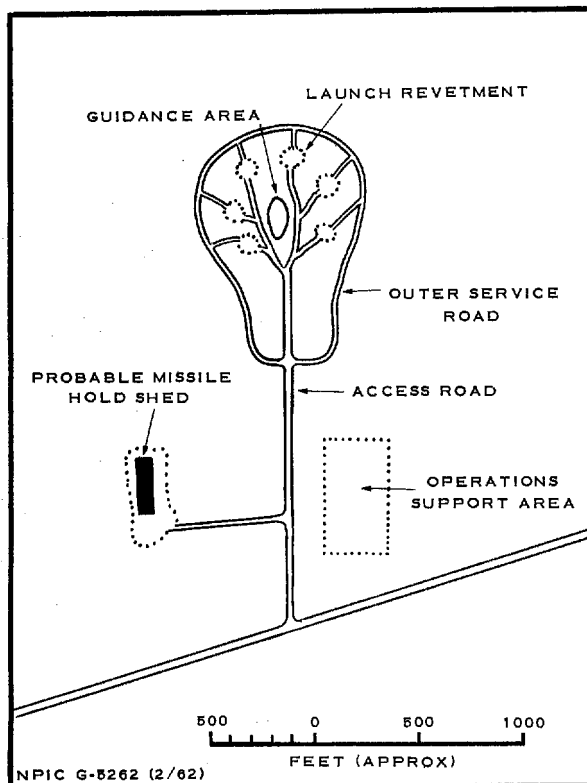 LAUNCH REVETMENT
GUIDANCE AREA
OUTER SERVICE
ROAD
PROBABLE MISSILE
HOLD SHED
ACCESS ROAD
OPERATIONS
SUPPORT AREA
500 0 500 1000
FEET (APPROX)
NPIC G-5262 (2/62)